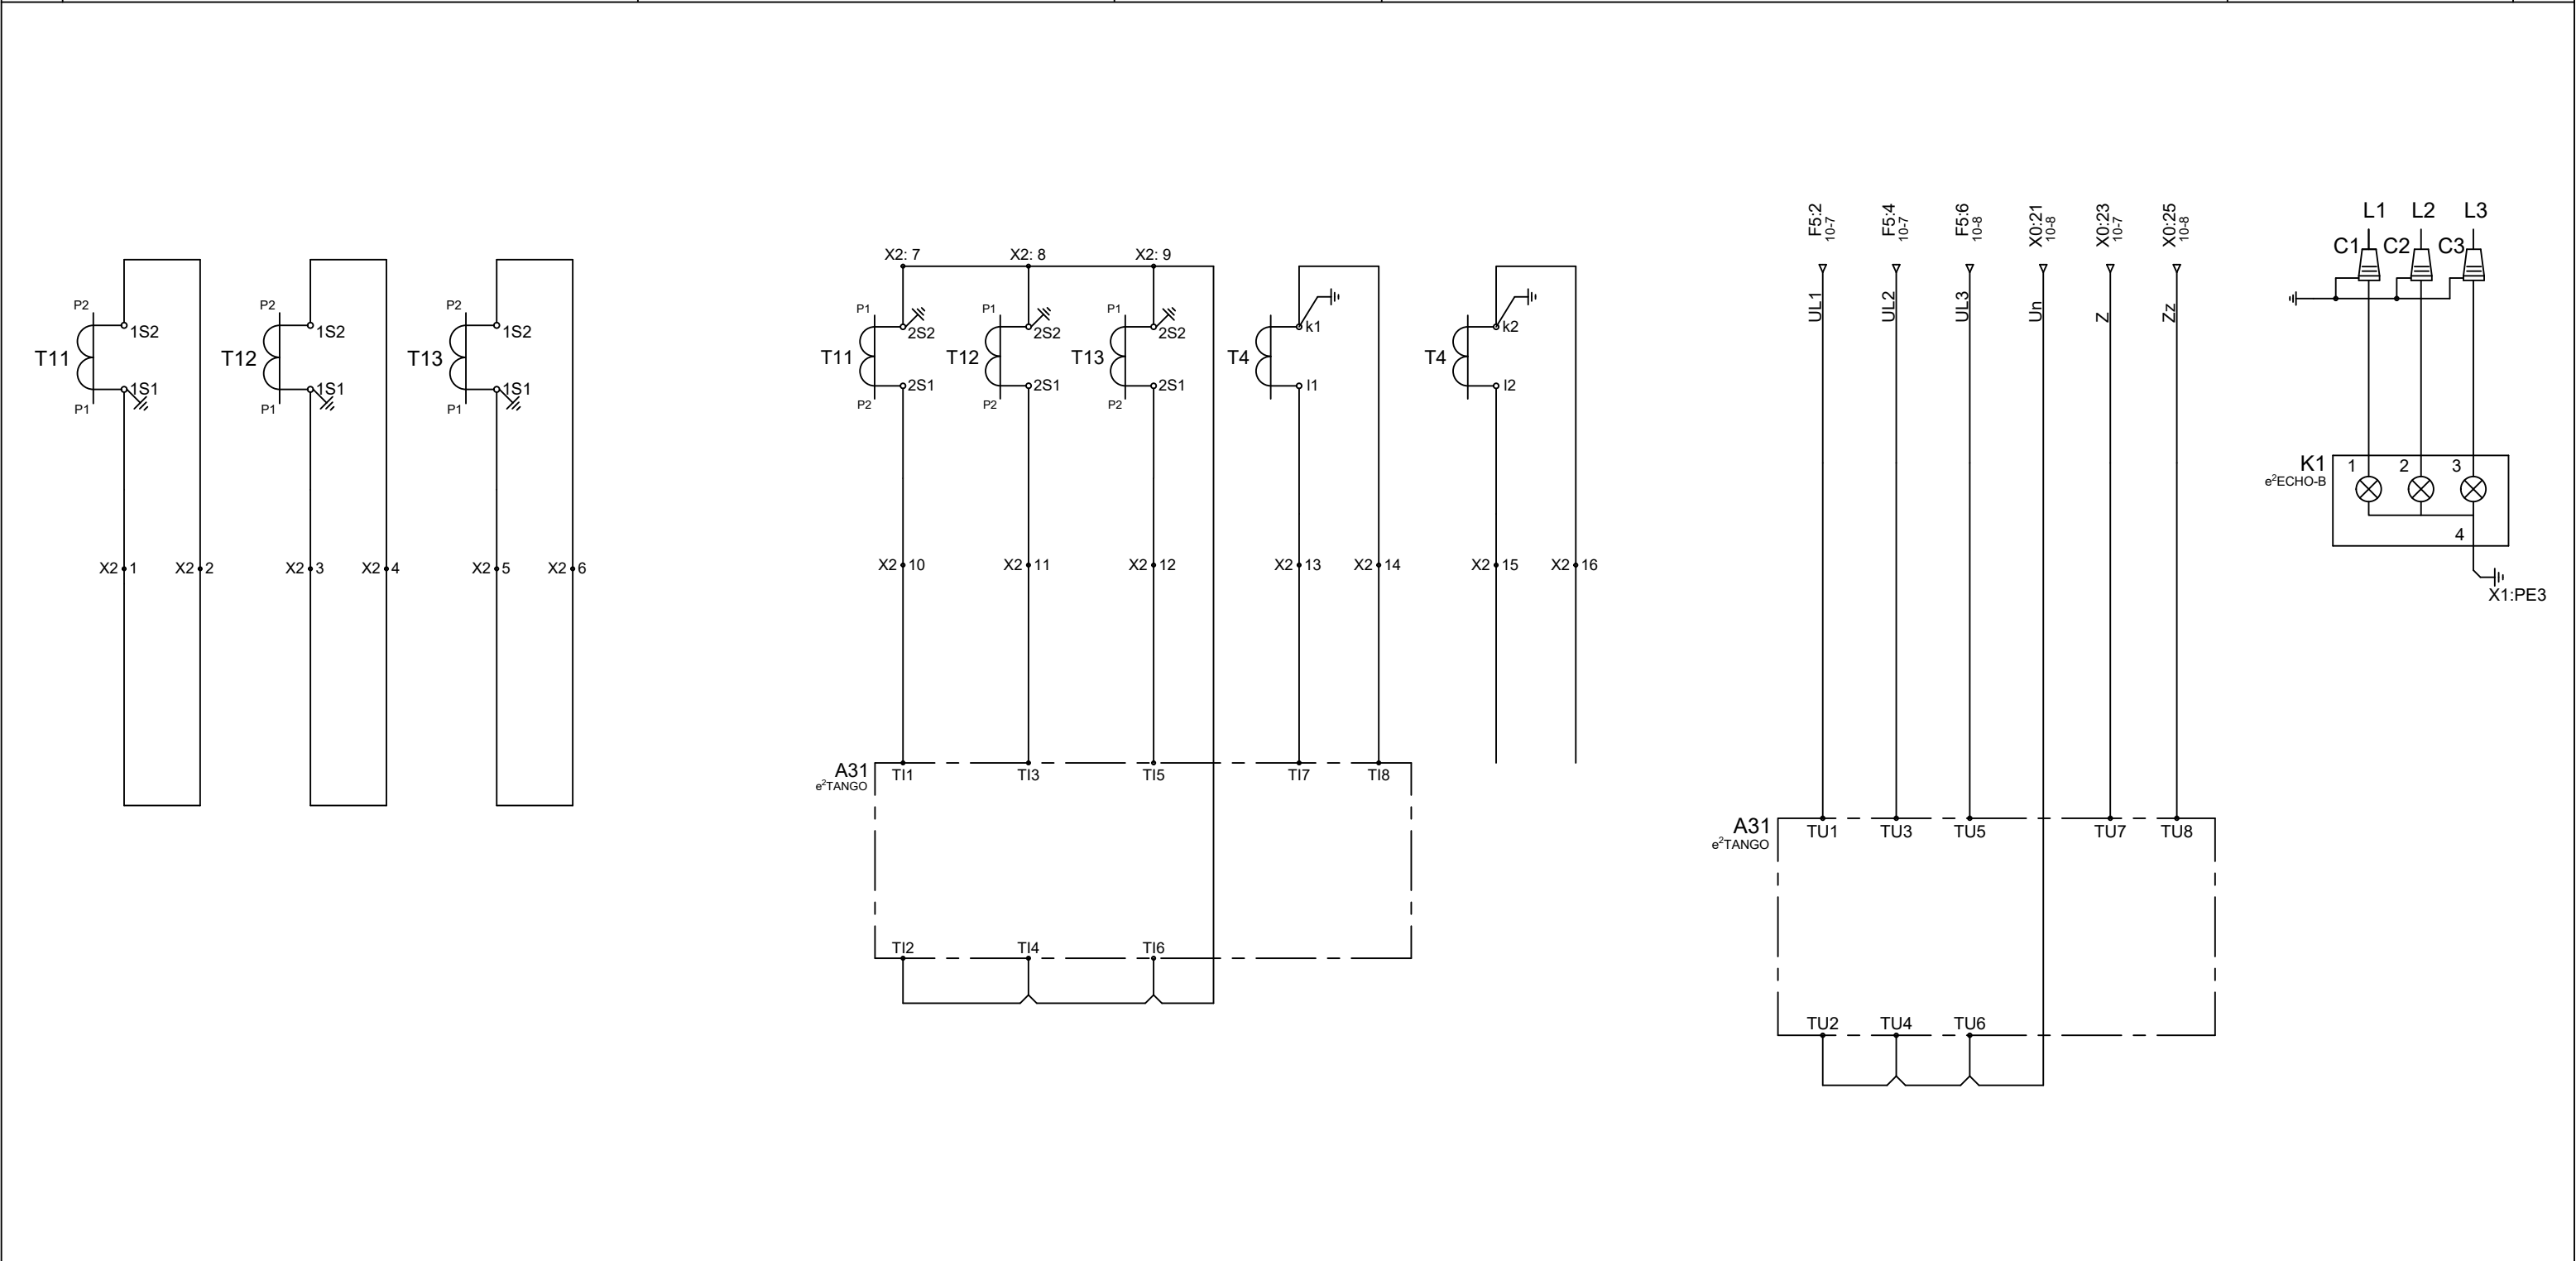 P2
1S2
T11
1S1
P1
X2 1
X2 2
P2
1S2
T12
1S1
P1
X2 3
X2 4
P2
1S2
T13
1S1
P1
X2 5
X2 6
X2: 7
X2: 8
X2: 9
P1
2S2
T11
2S1
P2
P1
2S2
T12
2S1
P2
P1
2S2
T13
2S1
P2
k1
T4
l1
k2
T4
l2
X2 10
X2 11
X2 12
X2 13
X2 14
X2 15
X2 16
A31
e²TANGO
TI1
TI3
TI5
TI7
TI8
TI2
TI4
TI6
F5:2
10-7
F5:4
10-7
F5:6
10-8
X0:21
10-8
X0:23
10-7
X0:25
10-8
UL1
UL2
UL3
Un
Z
Zz
A31
e²TANGO
TU1
TU3
TU5
TU7
TU8
TU2
TU4
TU6
L1
L2
L3
C1
C2
C3
K1
e²ECHO-B
1
2
3
4
X1:PE3